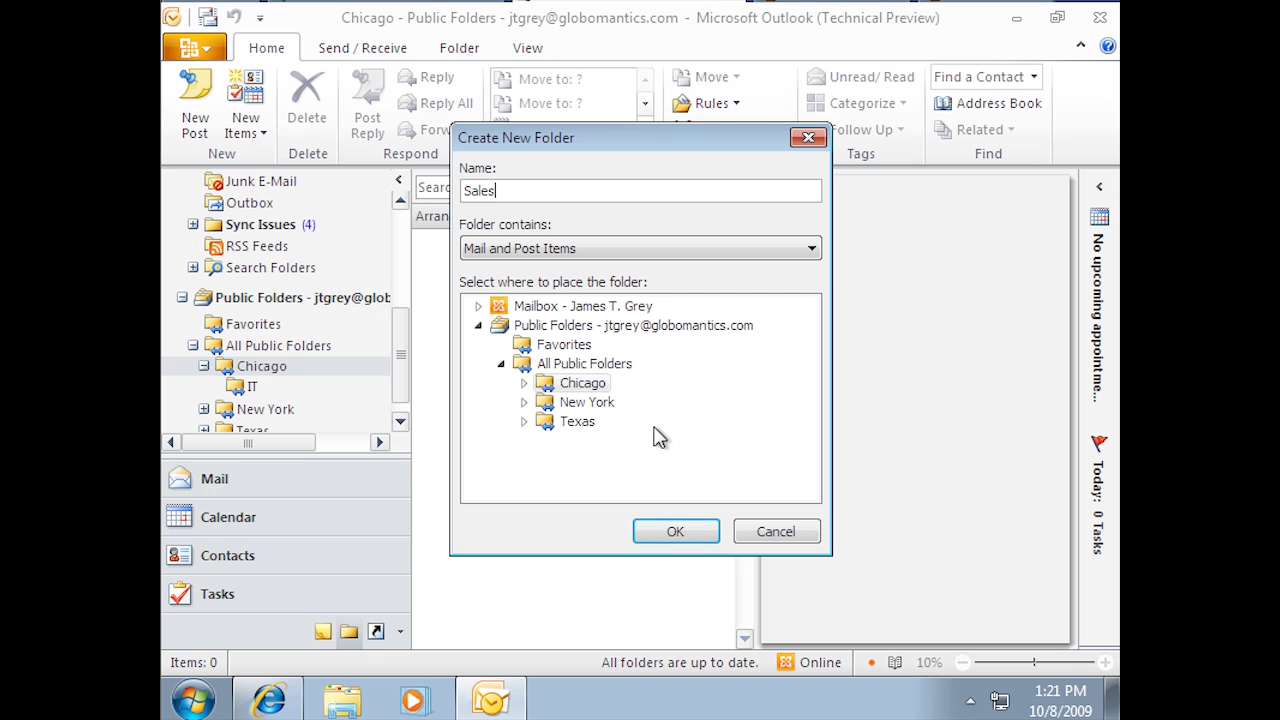 Chicago - Public Folders - jtgrey@globomantics.com - Microsoft Outlook (Technical Preview)
Home Send / Receive Folder View
New Post
New Items
Delete
Post Reply
Reply
Reply All
Forw
Move to: ?
Move to: ?
Move
Rules
Unread/ Read
Categorize
Follow Up
Find a Contact
Address Book
Related
New Delete Respond Tags Find
Junk E-Mail
Outbox
Sync Issues (4)
RSS Feeds
Search Folders
Public Folders - jtgrey@glob
Favorites
All Public Folders
Chicago
IT
New York
Texas
Mail
Calendar
Contacts
Tasks
Sear
Arran
Create New Folder
Name:
Sales
Folder contains:
Mail and Post Items
Select where to place the folder:
Mailbox - James T. Grey
Public Folders - jtgrey@globomantics.com
Favorites
All Public Folders
Chicago
New York
Texas
OK Cancel
No upcoming appointme...
Today: 0 Tasks
Items: 0 All folders are up to date. Online 10%
1:21 PM
10/8/2009